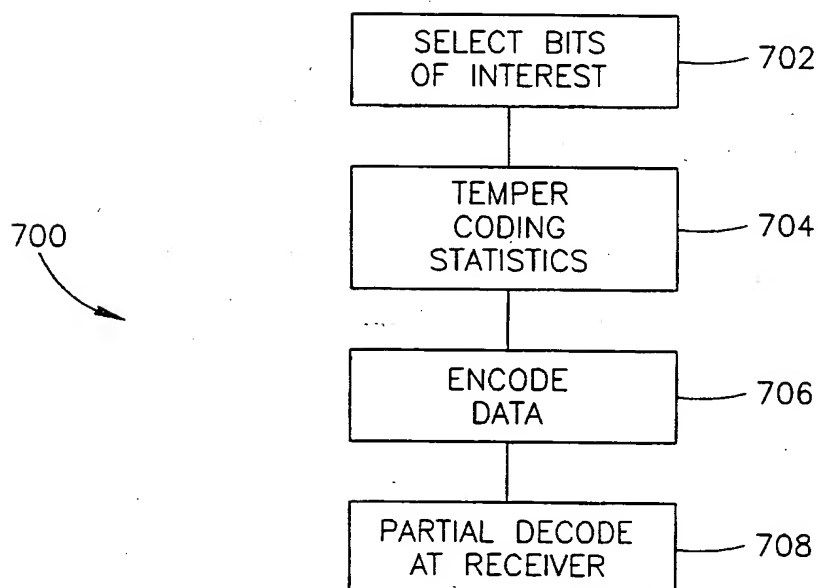 SELECT BITS
OF INTEREST
702
TEMPER
CODING
STATISTICS
704
700
ENCODE
DATA
706
PARTIAL DECODE
AT RECEIVER
708